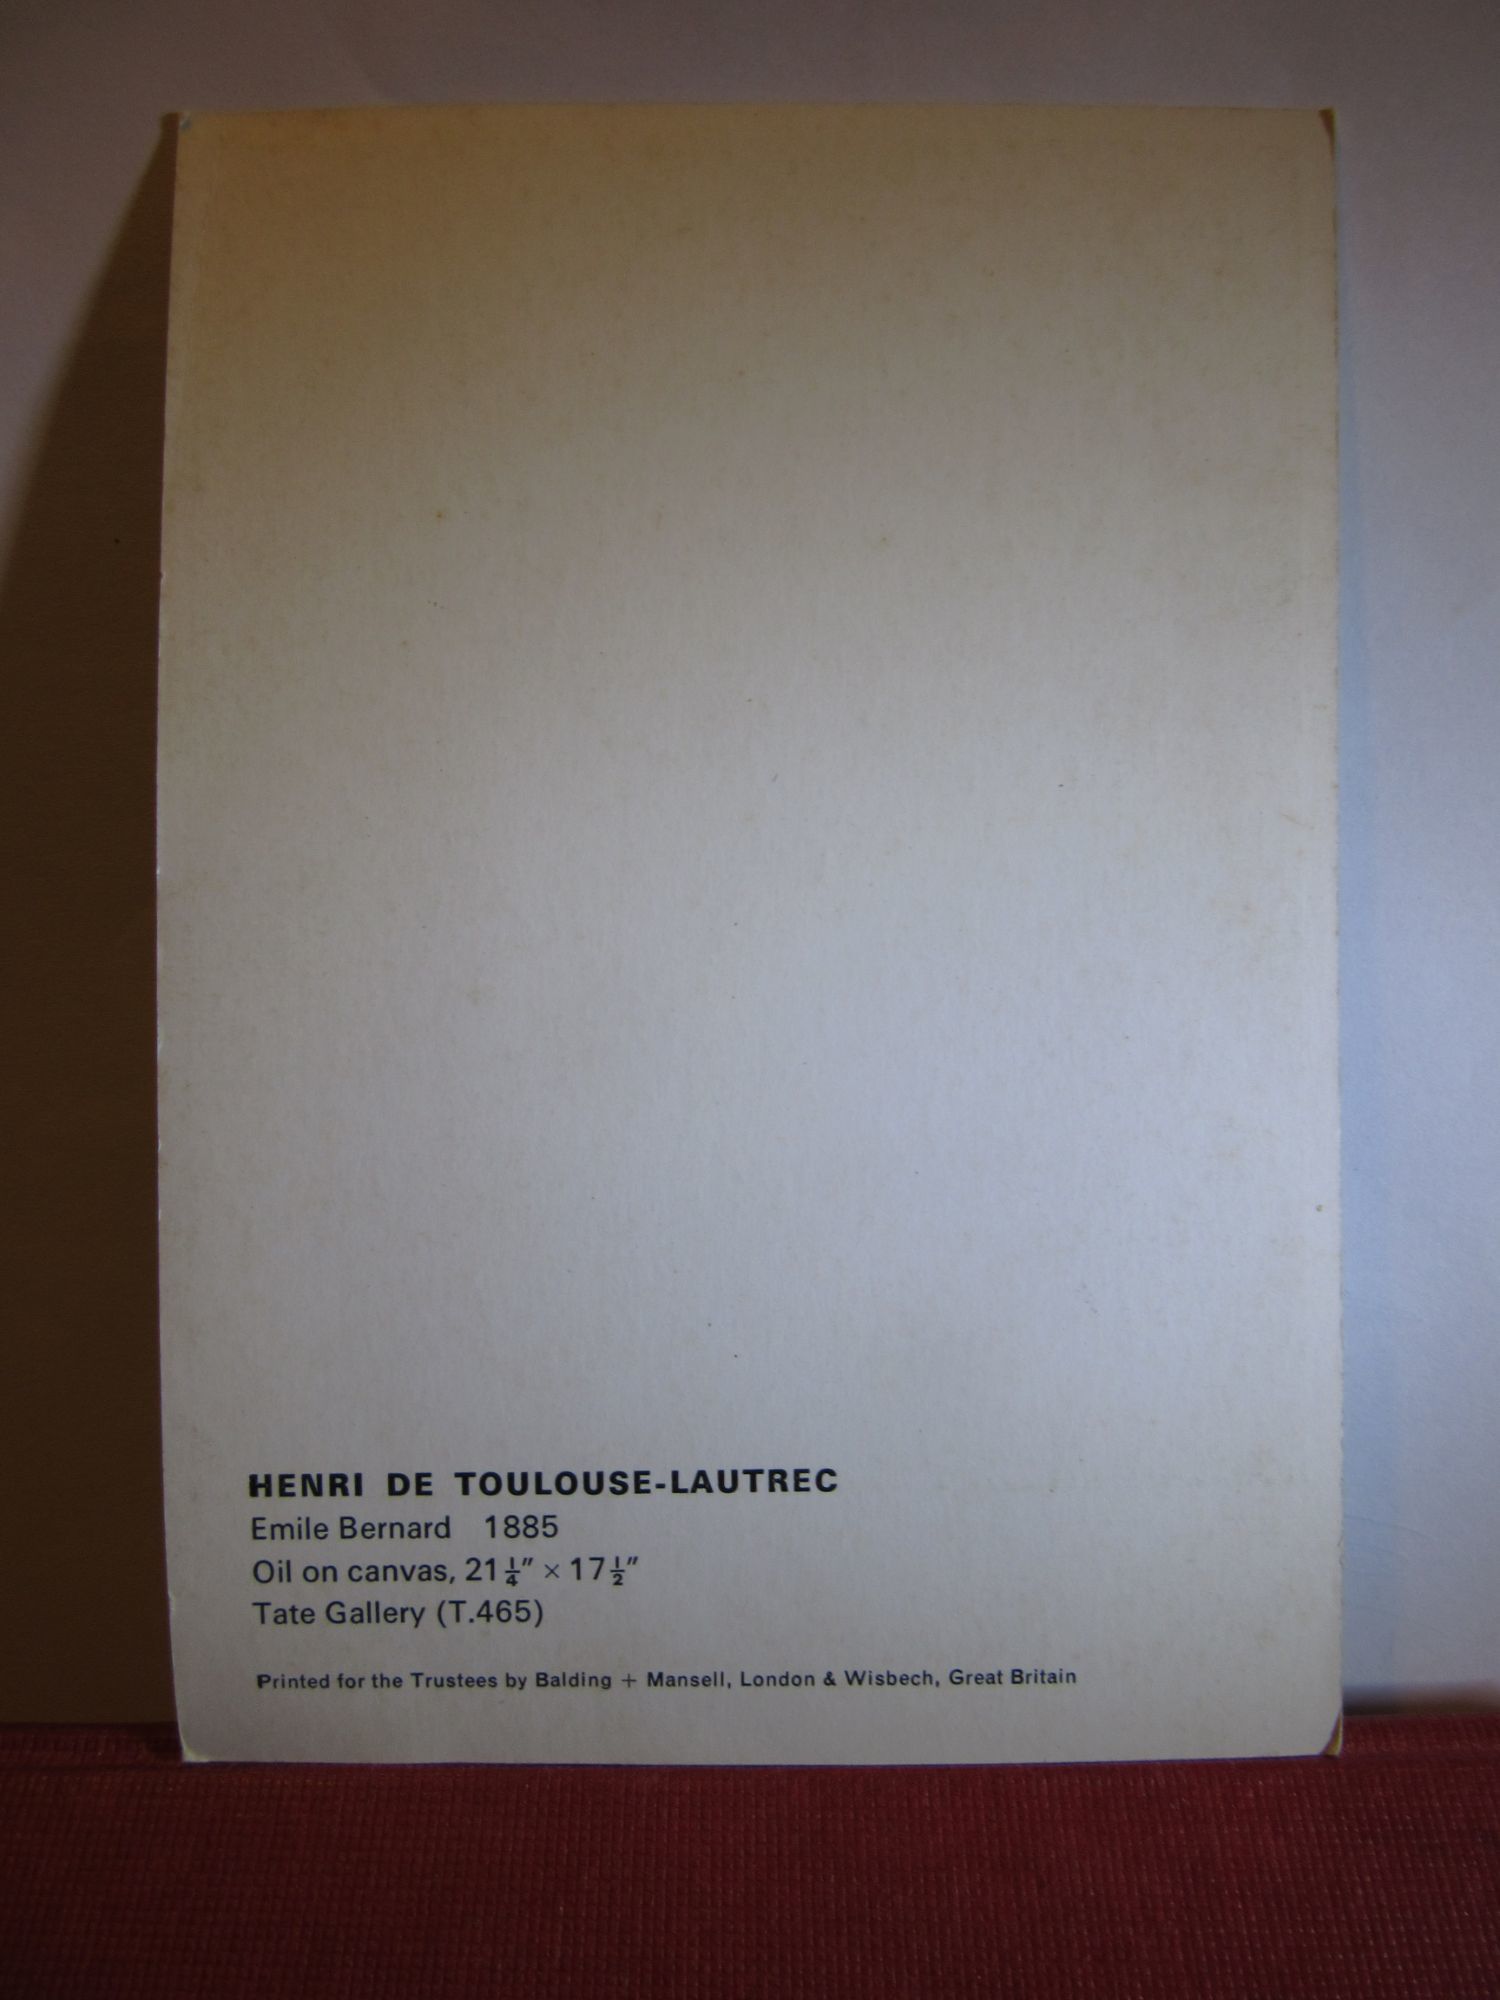 HENRI DE TOULOUSE-LAUTREC
Emile Bernard 1885
Oil on canvas, 21¼″ × 17½″
Tate Gallery (T.465)
Printed for the Trustees by Balding + Mansell, London & Wisbech, Great Britain